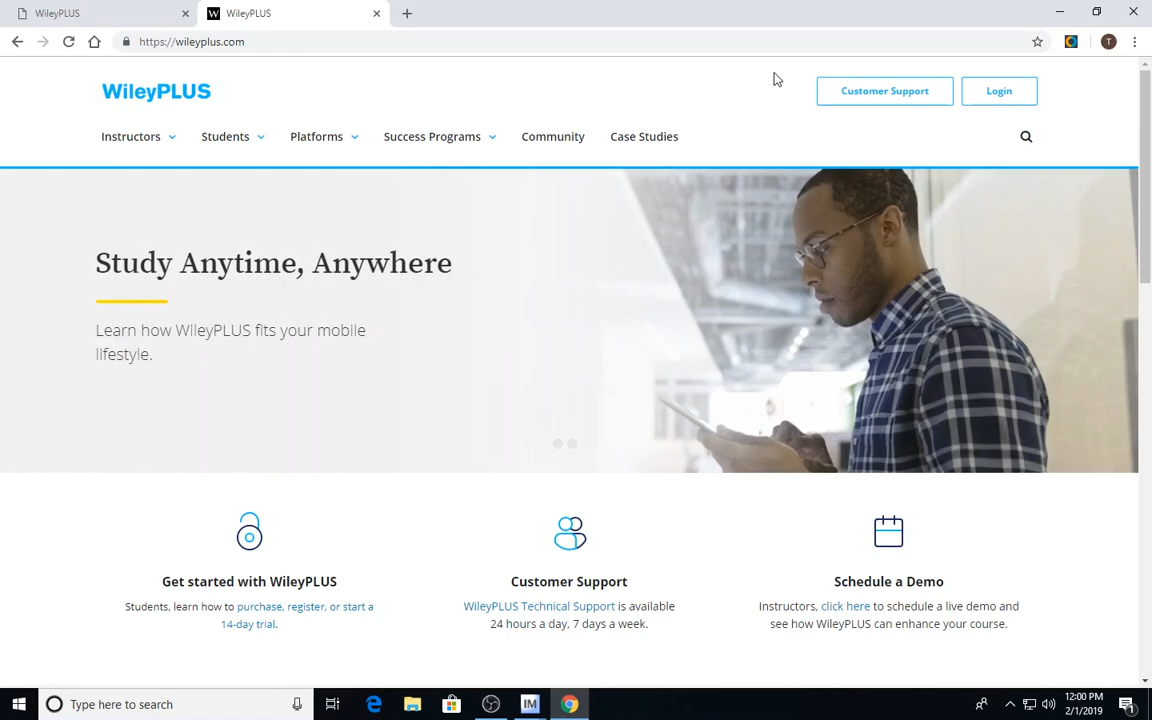 WileyPLUS
WileyPLUS
https://wileyplus.com
T
WileyPLUS
Customer Support
Login
Instructors
Students
Platforms
Success Programs
Community
Case Studies
Study Anytime, Anywhere
Learn how WileyPLUS fits your mobile
lifestyle.
Get started with WileyPLUS
Students, learn how to purchase, register, or start a
14-day trial.
Customer Support
WileyPLUS Technical Support is available
24 hours a day, 7 days a week.
Schedule a Demo
Instructors, click here to schedule a live demo and
see how WileyPLUS can enhance your course.
Type here to search
IM
12:00 PM
2/1/2019
1